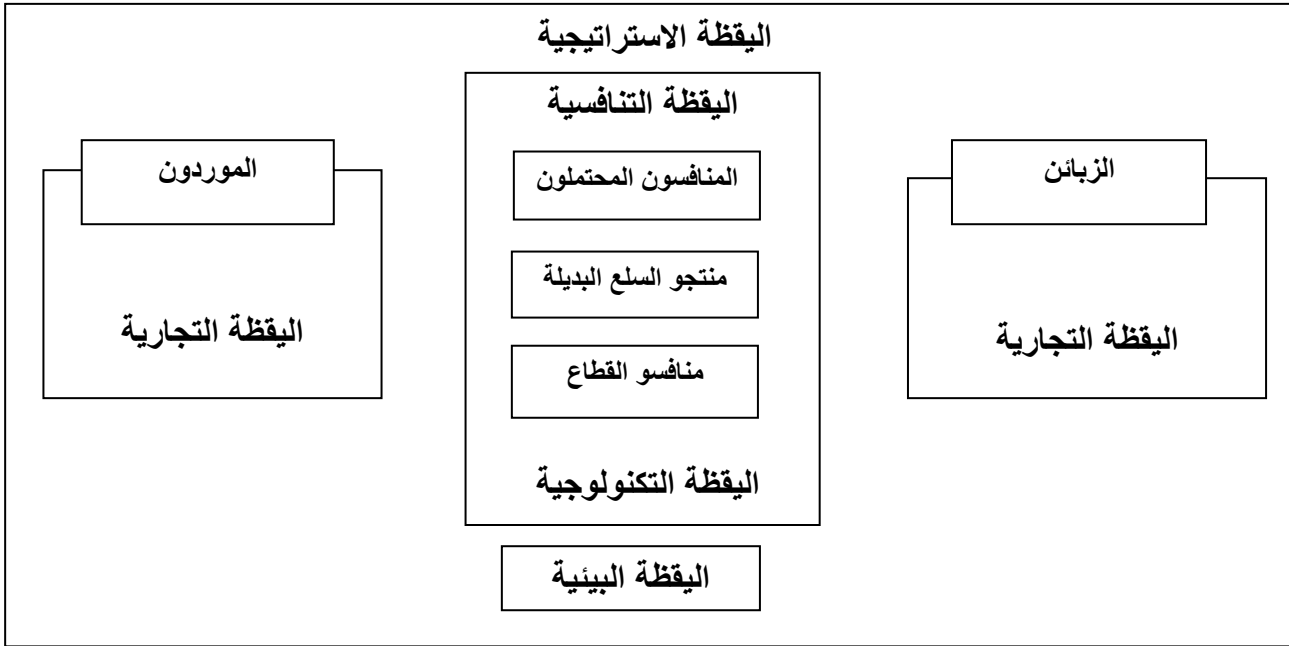 اليقظة الاستراتيجية
اليقظة التنافسية
الزبائن
المنافسون المحتملون
الموردون
منتجو السلع البديلة
اليقظة التجارية
اليقظة التجارية
منافسو القطاع
اليقظة التكنولوجية
اليقظة البيئية